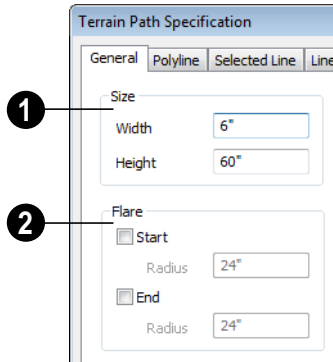 Terrain Path Specification
General Polyline Selected Line Line
1 Size
Width 6"
Height 60"
2 Flare
Start
Radius 24"
End
Radius 24"